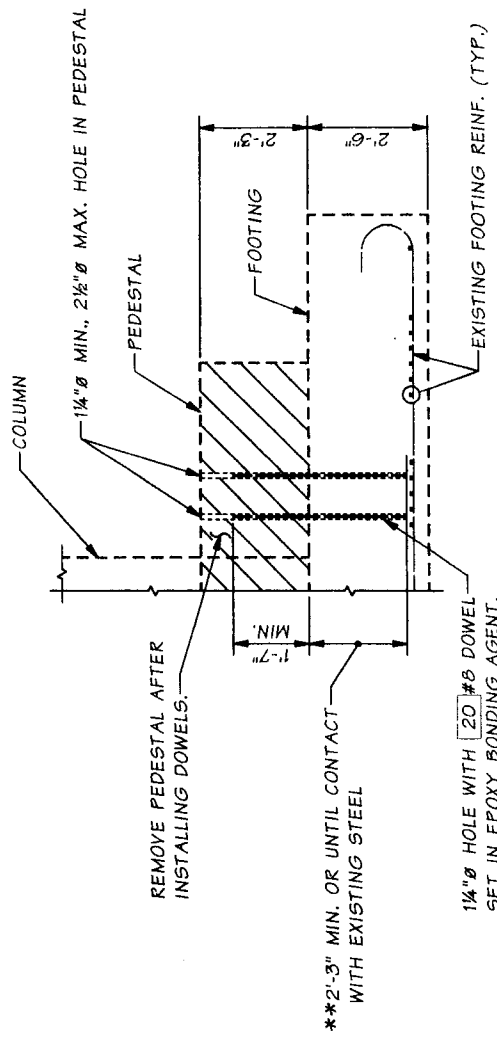 COLUMN
1¼"ø MIN., 2½"ø MAX. HOLE IN PEDESTAL
PEDESTAL
REMOVE PEDESTAL AFTER
INSTALLING DOWELS.
2'-3"
FOOTING
2'-6"
1'-7"
MIN.
**2'-3" MIN. OR UNTIL CONTACT
WITH EXISTING STEEL
EXISTING FOOTING REINF. (TYP.)
1¼"ø HOLE WITH 20 #8 DOWEL
SET IN EPOXY BONDING AGENT.